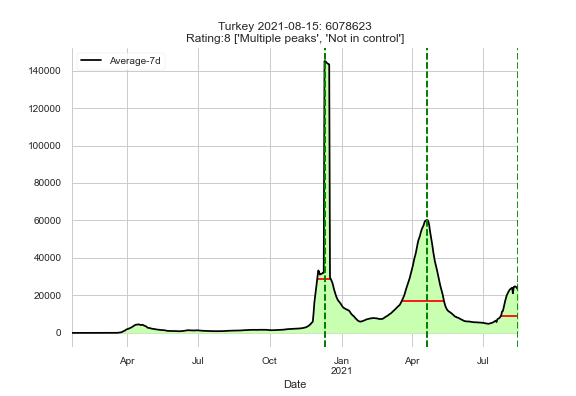 Turkey 2021-08-15: 6078623
Rating:8 ['Multiple peaks', 'Not in control']
Average-7d
140000
120000
100000
80000
60000
40000
20000
0
Apr Jul Oct Jan Apr Jul
2021
Date